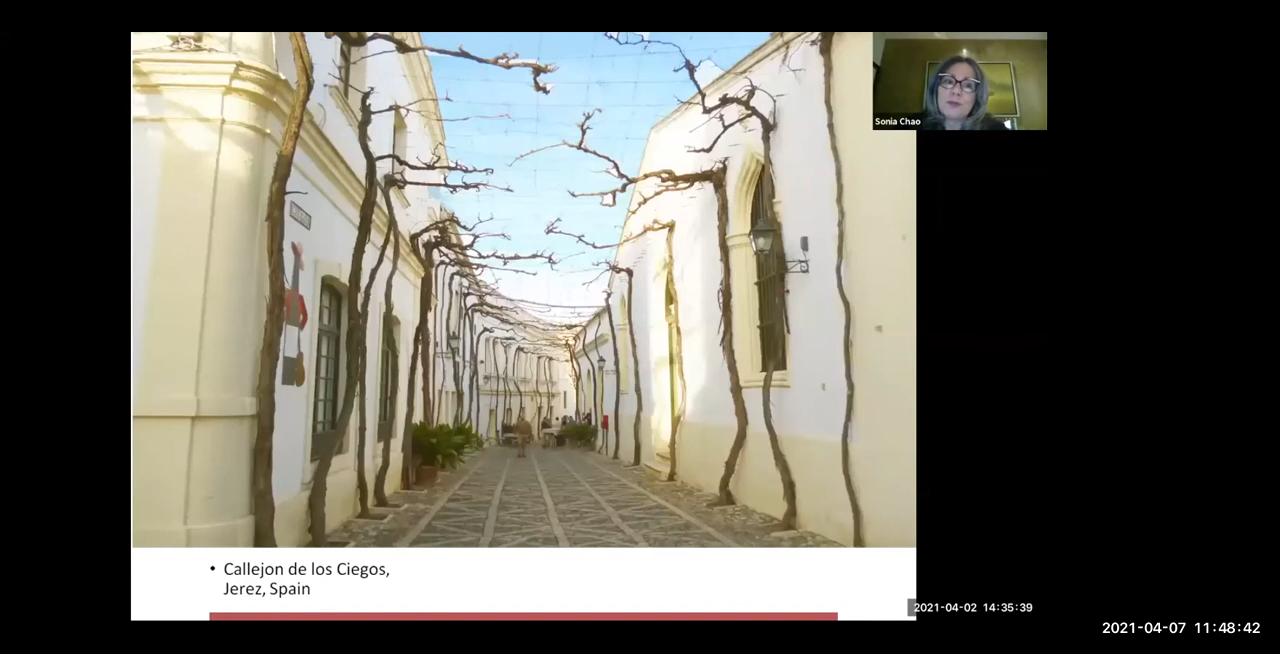 Sonia Chao
• Callejon de los Ciegos,
Jerez, Spain
2021-04-02 14:35:39
2021-04-07 11:48:42